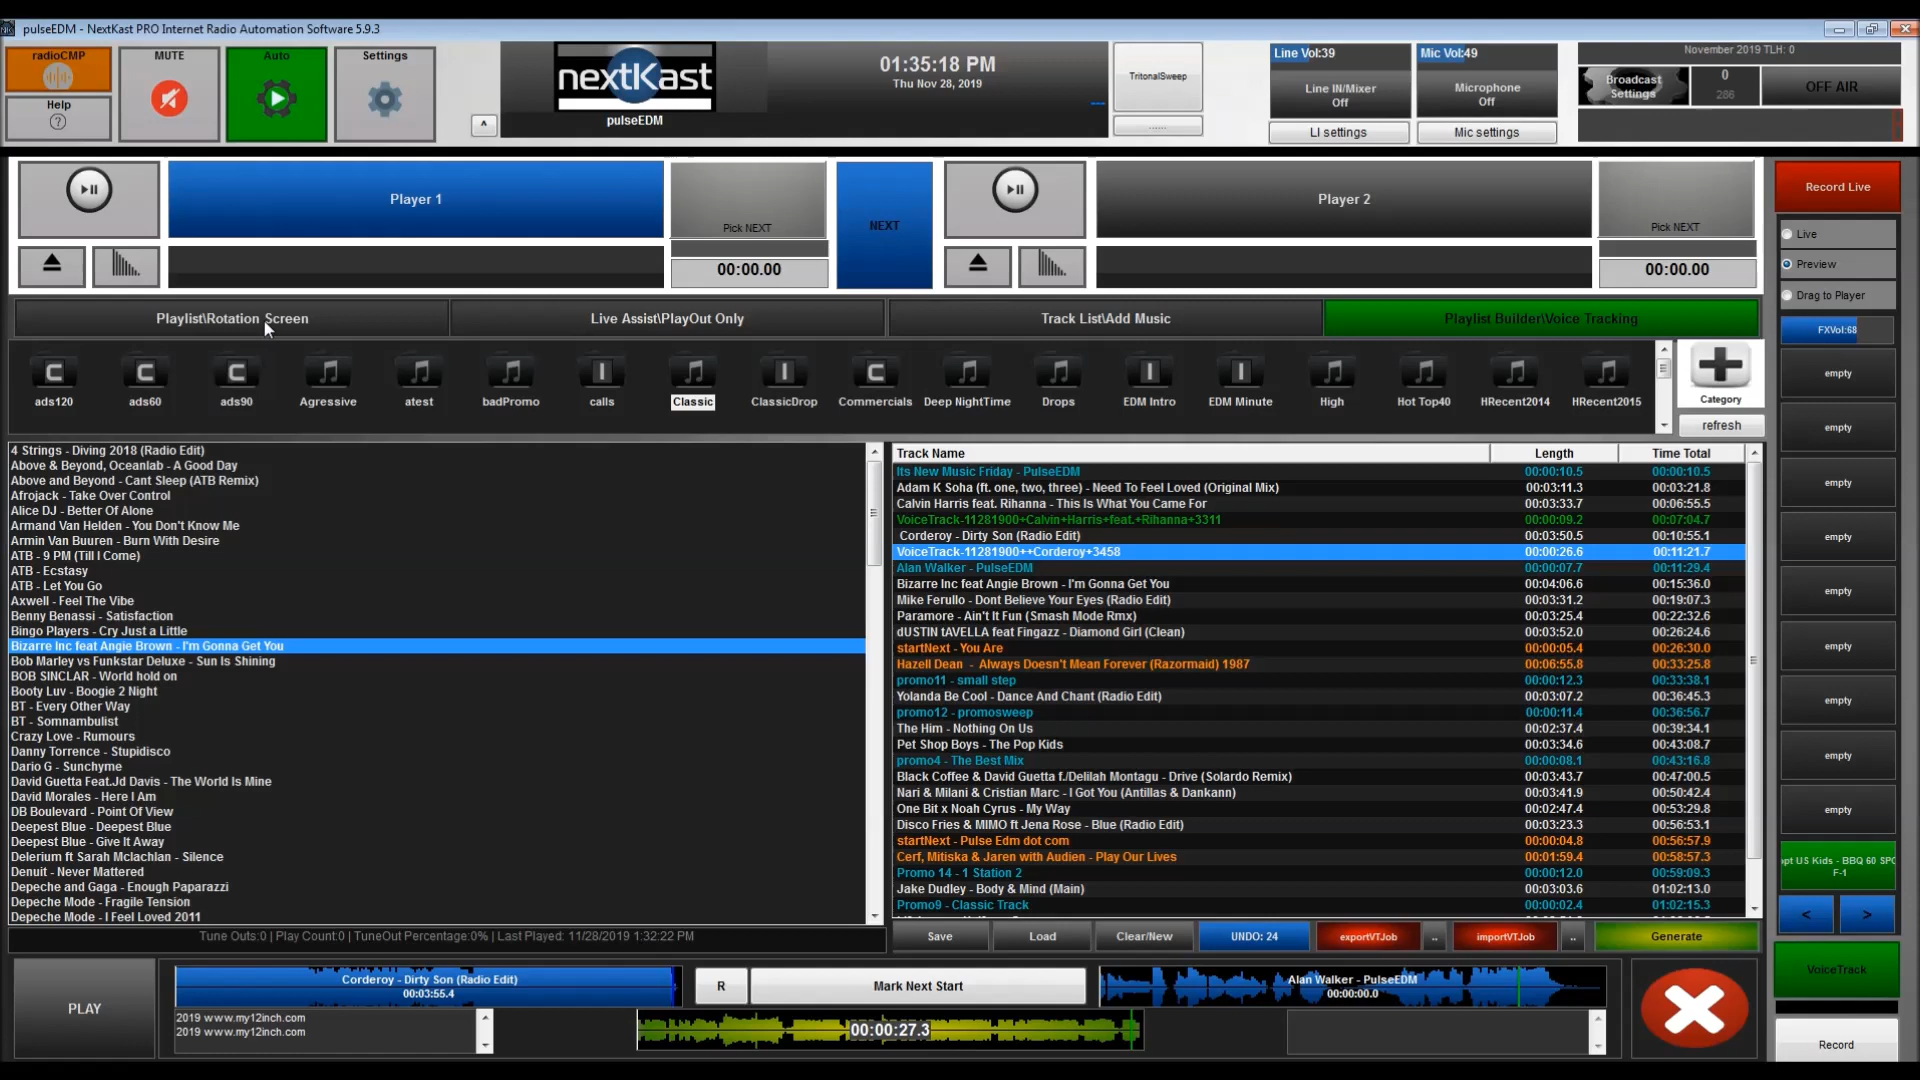 pulseEDM - NextKast PRO Internet Radio Automation Software 5.9.3
radioCMP
Help
MUTE
Auto
Settings
^
nextKast
pulseEDM
01:35:18 PM
Thu Nov 28, 2019
TritonalSweep
......
Line Vol:39
Line IN/Mixer
Off
LI settings
Mic Vol:49
Microphone
Off
Mic settings
November 2019 TLH: 0
Broadcast
Settings
0
286
OFF AIR
Player 1
Pick NEXT
00:00.00
NEXT
Player 2
Pick NEXT
00:00.00
Record Live
Live
Preview
Drag to Player
FXVol:68
Playlist\Rotation Screen
Live Assist\PlayOut Only
Track List\Add Music
Playlist Builder\Voice Tracking
ads120
ads60
ads90
Agressive
atest
badPromo
calls
Classic
ClassicDrop
Commercials
Deep NightTime
Drops
EDM Intro
EDM Minute
High
Hot Top40
HRecent2014
HRecent2015
Category
refresh
4 Strings - Diving 2018 (Radio Edit)
Above & Beyond, Oceanlab - A Good Day
Above and Beyond - Cant Sleep (ATB Remix)
Afrojack - Take Over Control
Alice DJ - Better Of Alone
Armand Van Helden - You Don't Know Me
Armin Van Buuren - Burn With Desire
ATB - 9 PM (Till I Come)
ATB - Ecstasy
ATB - Let You Go
Axwell - Feel The Vibe
Benny Benassi - Satisfaction
Bingo Players - Cry Just a Little
Bizarre Inc feat Angie Brown - I'm Gonna Get You
Bob Marley vs Funkstar Deluxe - Sun Is Shining
BOB SINCLAR - World hold on
Booty Luv - Boogie 2 Night
BT - Every Other Way
BT - Somnambulist
Crazy Love - Rumours
Danny Torrence - Stupidisco
Dario G - Sunchyme
David Guetta Feat.Jd Davis - The World Is Mine
David Morales - Here I Am
DB Boulevard - Point Of View
Deepest Blue - Deepest Blue
Deepest Blue - Give It Away
Delerium ft Sarah Mclachlan - Silence
Denuit - Never Mattered
Depeche and Gaga - Enough Paparazzi
Depeche Mode - Fragile Tension
Depeche Mode - I Feel Loved 2011
Tune Outs:0 | Play Count:0 | TuneOut Percentage:0% | Last Played: 11/28/2019 1:32:22 PM
Track Name Length Time Total
Its New Music Friday - PulseEDM 00:00:10.5 00:00:10.5
Adam K Soha (ft. one, two, three) - Need To Feel Loved (Original Mix) 00:03:11.3 00:03:21.8
Calvin Harris feat. Rihanna - This Is What You Came For 00:03:33.7 00:06:55.5
VoiceTrack-11281900+Calvin+Harris+feat.+Rihanna+3311 00:00:09.2 00:07:04.7
Corderoy - Dirty Son (Radio Edit) 00:03:50.5 00:10:55.1
VoiceTrack-11281900++Corderoy+3458 00:00:26.6 00:11:21.7
Alan Walker - PulseEDM 00:00:07.7 00:11:29.4
Bizarre Inc feat Angie Brown - I'm Gonna Get You 00:04:06.6 00:15:36.0
Mike Ferullo - Dont Believe Your Eyes (Radio Edit) 00:03:31.2 00:19:07.3
Paramore - Ain't It Fun (Smash Mode Rmx) 00:03:25.4 00:22:32.6
dUSTIN tAVELLA feat Fingazz - Diamond Girl (Clean) 00:03:52.0 00:26:24.6
startNext - You Are 00:00:05.4 00:26:30.0
Hazell Dean - Always Doesn't Mean Forever (Razormaid) 1987 00:06:55.8 00:33:25.8
promo11 - small step 00:00:12.3 00:33:38.1
Yolanda Be Cool - Dance And Chant (Radio Edit) 00:03:07.2 00:36:45.3
promo12 - promosweep 00:00:11.4 00:36:56.7
The Him - Nothing On Us 00:02:37.4 00:39:34.1
Pet Shop Boys - The Pop Kids 00:03:34.6 00:43:08.7
promo4 - The Best Mix 00:00:08.1 00:43:16.8
Black Coffee & David Guetta f./Delilah Montagu - Drive (Solardo Remix) 00:03:43.7 00:47:00.5
Nari & Milani & Cristian Marc - I Got You (Antillas & Dankann) 00:03:41.9 00:50:42.4
One Bit x Noah Cyrus - My Way 00:02:47.4 00:53:29.8
Disco Fries & MIMO ft Jena Rose - Blue (Radio Edit) 00:03:23.3 00:56:53.1
startNext - Pulse Edm dot com 00:00:04.8 00:56:57.9
Cerf, Mitiska & Jaren with Audien - Play Our Lives 00:01:59.4 00:58:57.3
Promo 14 - 1 Station 2 00:00:12.0 00:59:09.3
Jake Dudley - Body & Mind (Main) 00:03:03.6 01:02:13.0
Promo9 - Classic Track 00:00:02.4 01:02:15.3
Save
Load
Clear/New
UNDO: 24
exportVTJob
..
importVTJob
..
Generate
empty
empty
empty
empty
empty
empty
empty
empty
empty
opt US Kids - BBQ 60 SPO
F-1
<
>
VoiceTrack
Record
PLAY
Corderoy - Dirty Son (Radio Edit)
00:03:55.4
R
Mark Next Start
Alan Walker - PulseEDM
00:00:00.0
2019 www.my12inch.com
2019 www.my12inch.com
00:00:27.3